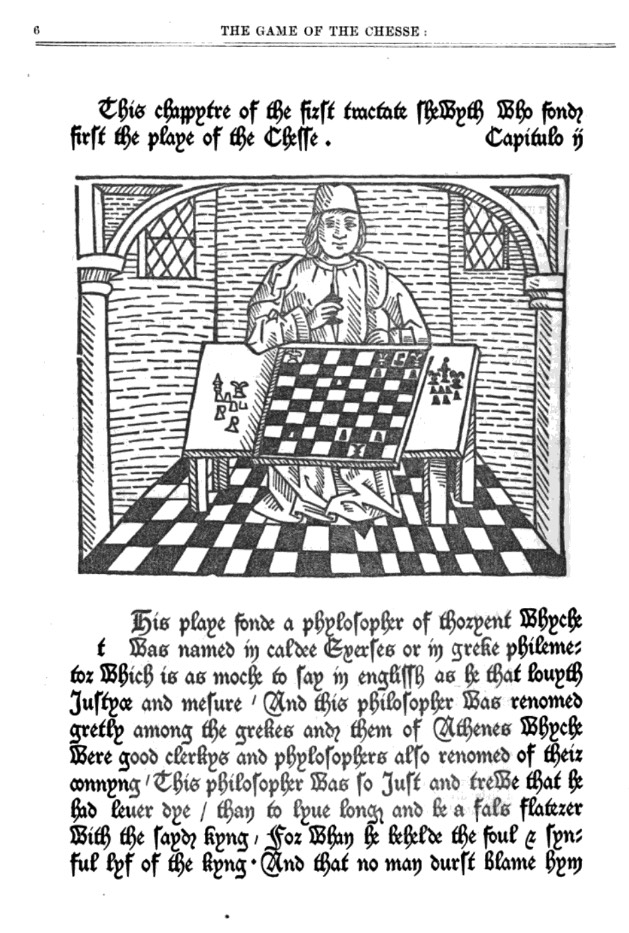 6 THE GAME OF THE CHESSE :
This chappytre of the first tractate sheWyth Who fond
first the playe of the Chesse . Capitulo ij
His playe fonde a phylosopher of thoryent Whyche
t Was named in caldee Exerses or in greke phileme:
tor Which is as moche to say in englissh as he that louyth
Justyce and mesure / And this philosopher Was renomed
gretly among the grekes and them of Athenes Whyche
Were good clerkys and phylosophers also renomed of their
connyng / This philosopher Was so Just and treWe that he
had leuer dye / than to lyue long and be a fals flaterer
With the sayd kyng / For Whan he behelde the foul & syn:
ful lyf of the kyng · And that no man durst blame hym